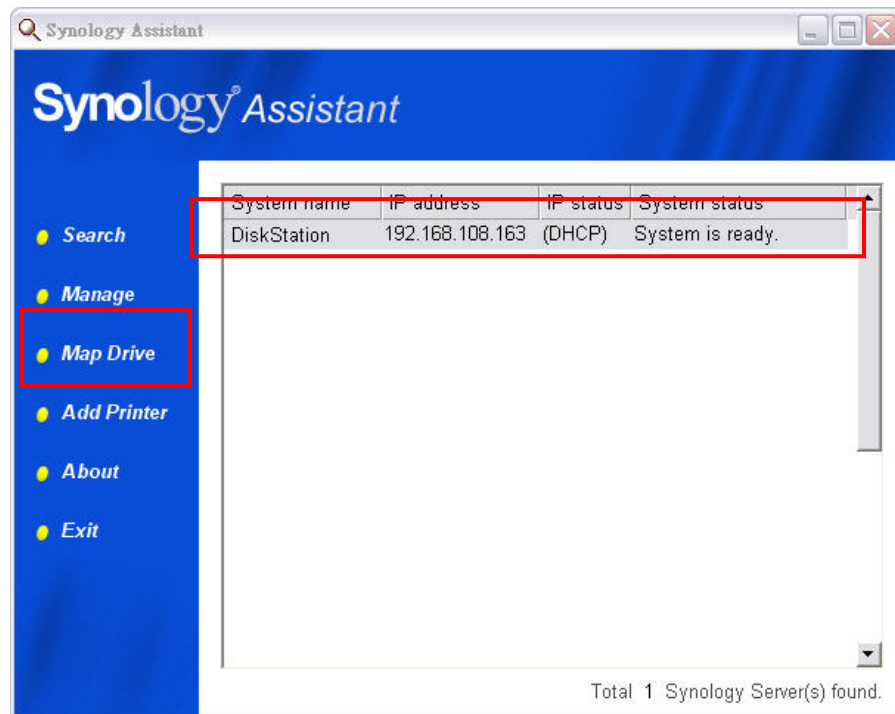 Synology Assistant
Synology® Assistant
System name IP address IP status System status
DiskStation 192.168.108.163 (DHCP) System is ready.
Search
Manage
Map Drive
Add Printer
About
Exit
Total 1 Synology Server(s) found.